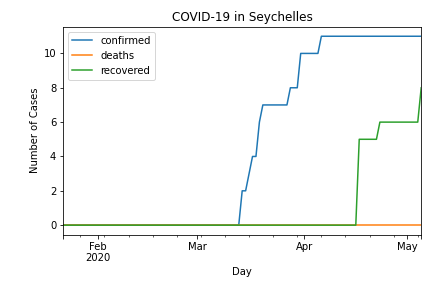 COVID-19 in Seychelles
confirmed
deaths
recovered
Number of Cases
10
8
6
4
2
0
Feb
2020
Mar
Apr
May
Day